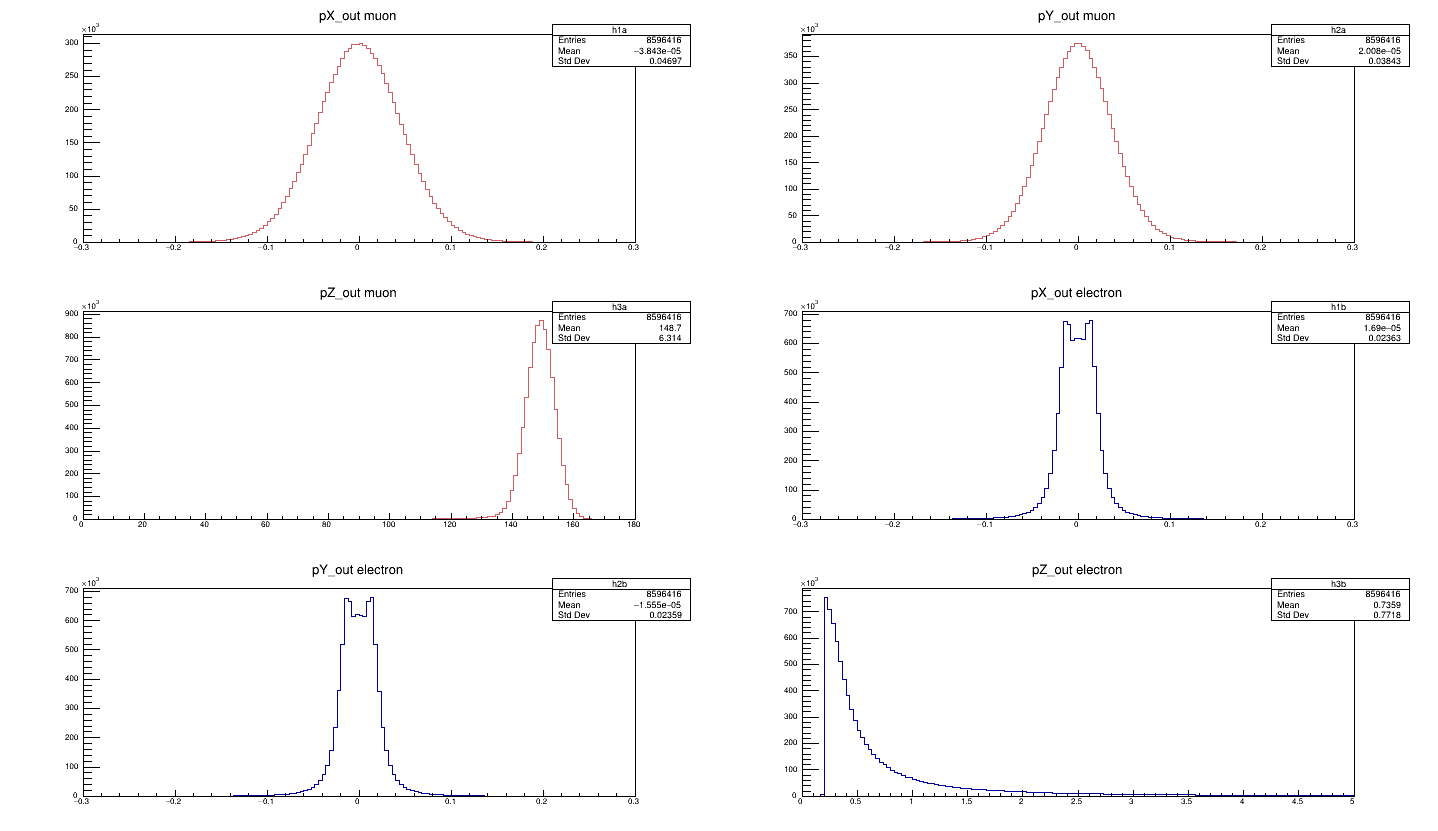 pX_out muon
×10³
h1a
Entries 8596416
Mean −3.843e−05
Std Dev 0.04697
300
250
200
150
100
50
0
−0.3 −0.2 −0.1 0 0.1 0.2 0.3
pY_out muon
×10³
h2a
Entries 8596416
Mean 2.008e−05
Std Dev 0.03843
350
300
250
200
150
100
50
0
−0.3 −0.2 −0.1 0 0.1 0.2 0.3
pZ_out muon
×10³
h3a
Entries 8596416
Mean 148.7
Std Dev 6.314
900
800
700
600
500
400
300
200
100
0
0 20 40 60 80 100 120 140 160 180
pX_out electron
×10³
h1b
Entries 8596416
Mean 1.69e−05
Std Dev 0.02363
700
600
500
400
300
200
100
0
−0.3 −0.2 −0.1 0 0.1 0.2 0.3
pY_out electron
×10³
h2b
Entries 8596416
Mean −1.555e−05
Std Dev 0.02359
700
600
500
400
300
200
100
0
−0.3 −0.2 −0.1 0 0.1 0.2 0.3
pZ_out electron
×10³
h3b
Entries 8596416
Mean 0.7359
Std Dev 0.7718
700
600
500
400
300
200
100
0
0 0.5 1 1.5 2 2.5 3 3.5 4 4.5 5